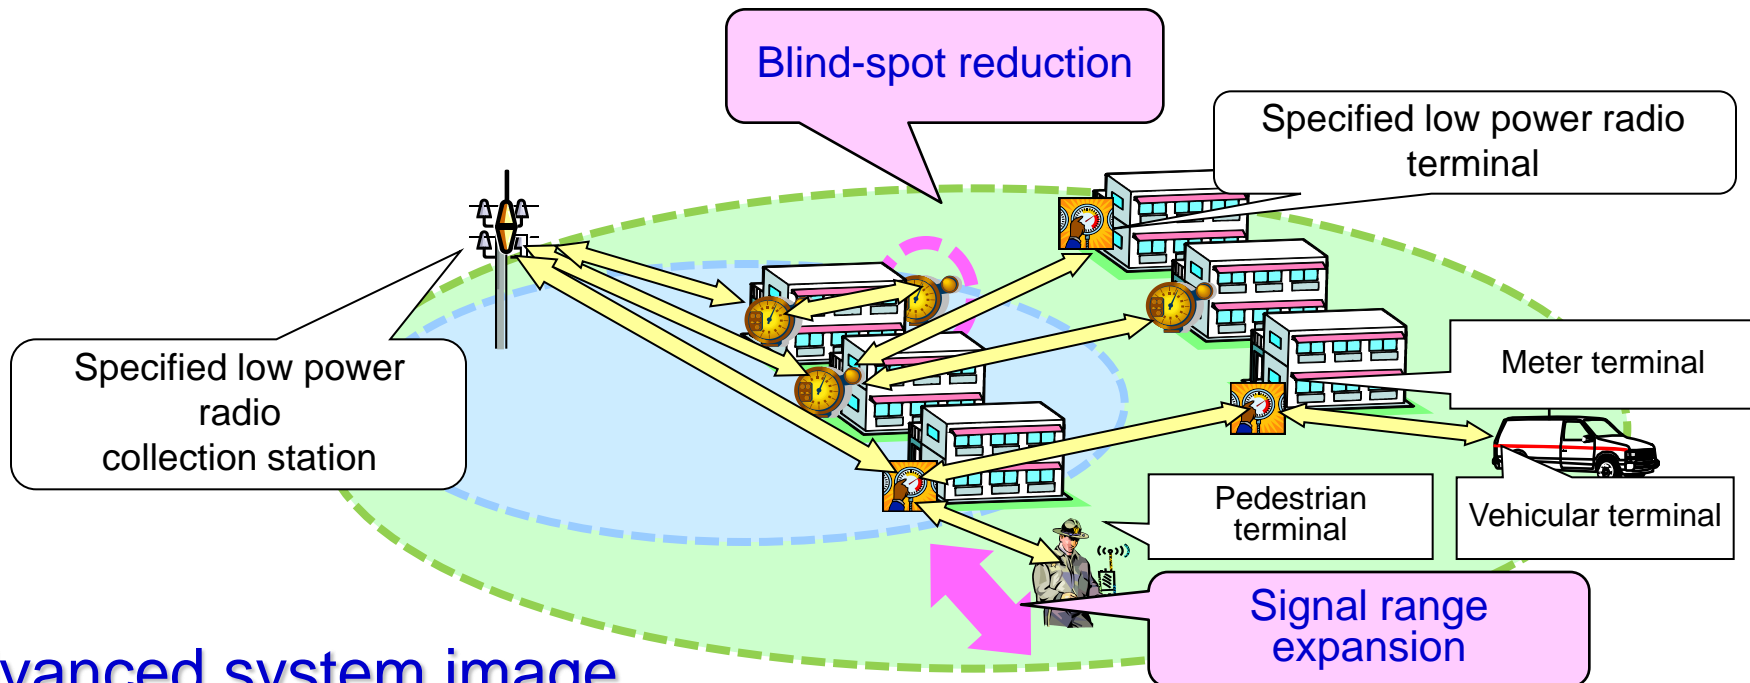 Blind-spot reduction
Specified low power radio
terminal
Specified low power
radio
collection station
Meter terminal
Pedestrian
terminal
Vehicular terminal
Signal range
expansion
system image